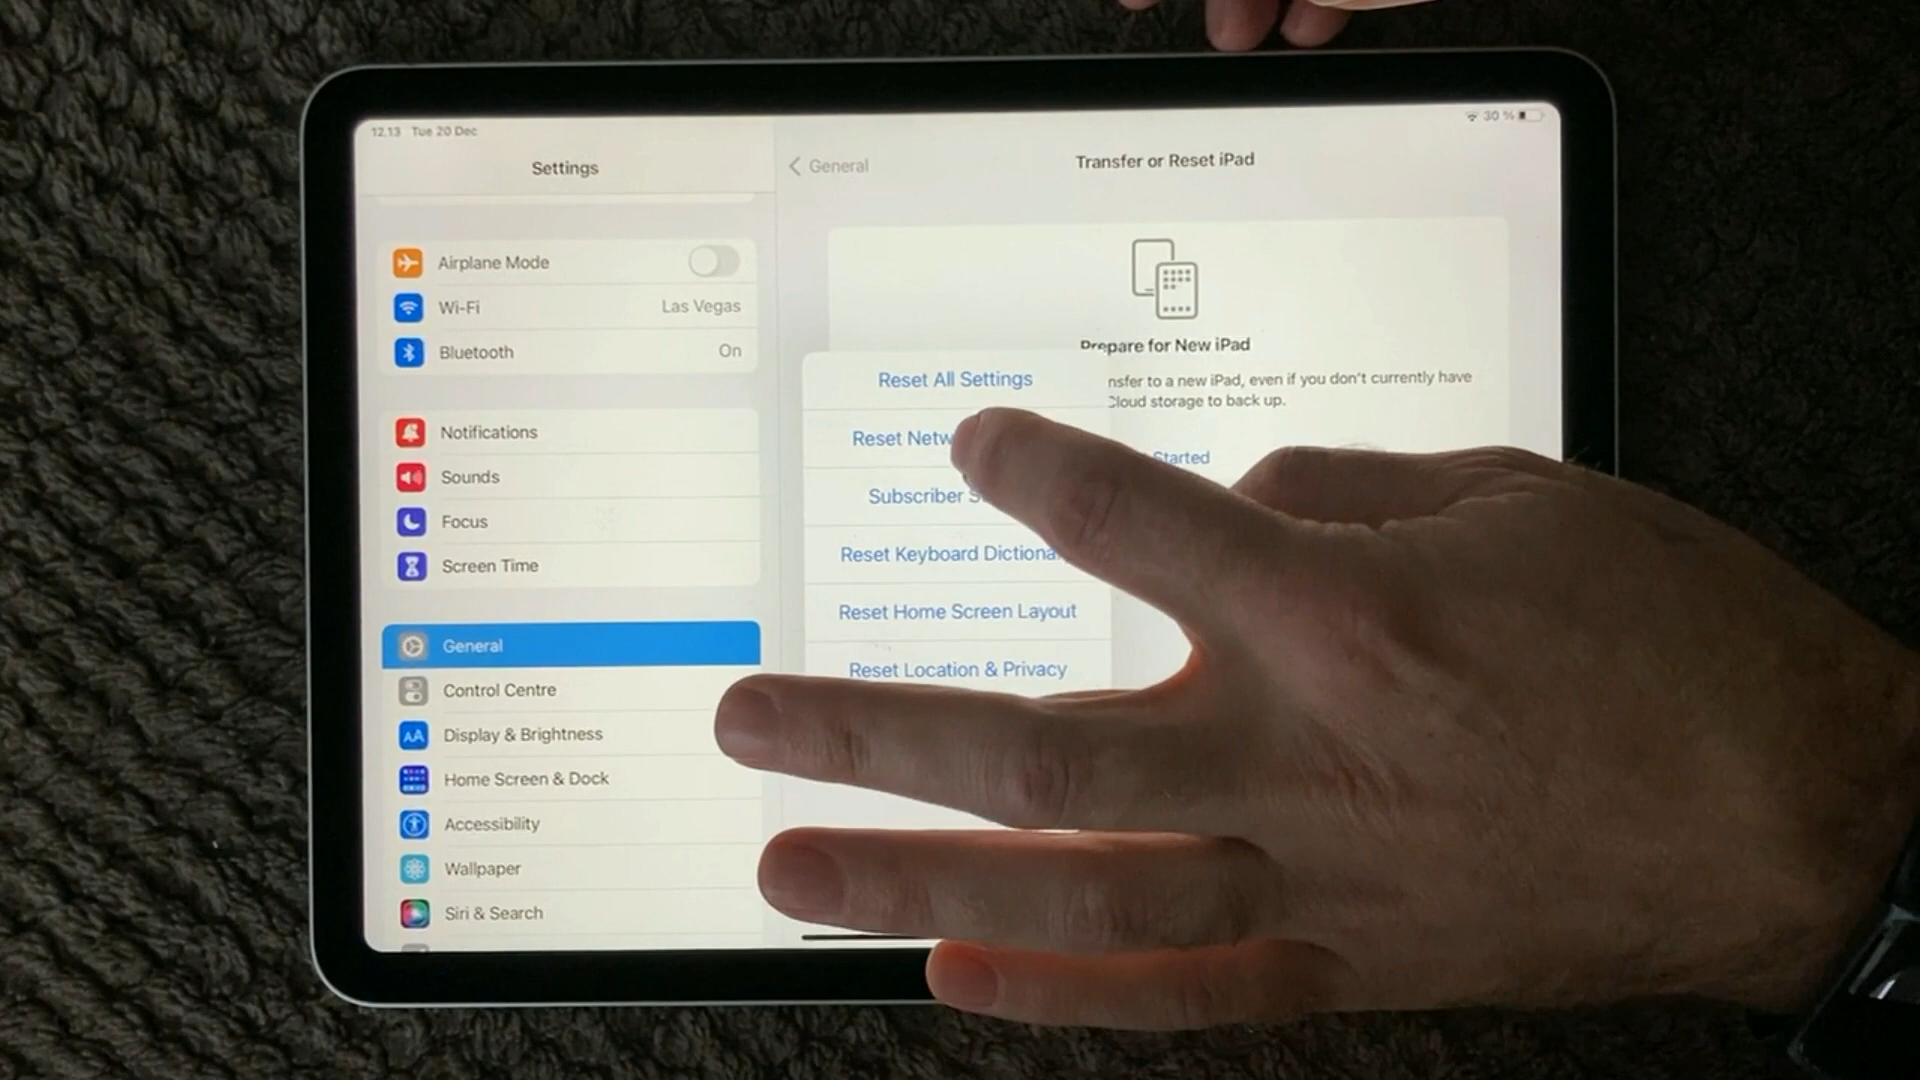 12.13 Tue 20 Dec
30 %
Settings
Airplane Mode
Wi-Fi
Las Vegas
Bluetooth
On
Notifications
Sounds
Focus
Screen Time
General
Control Centre
AA
Display & Brightness
Home Screen & Dock
Accessibility
Wallpaper
Siri & Search
General
Transfer or Reset iPad
Prepare for New iPad
nsfer to a new iPad, even if you don't currently have
Cloud storage to back up.
Started
Reset All Settings
Reset Netw
Subscriber S
Reset Keyboard Dictiona
Reset Home Screen Layout
Reset Location & Privacy